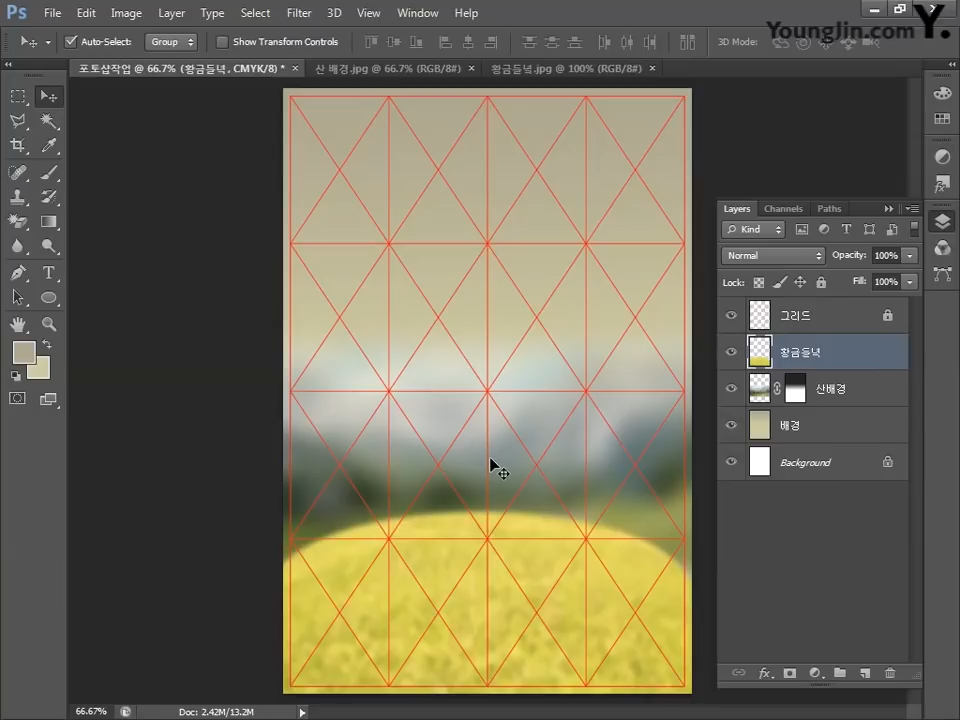 Ps File Edit Image Layer Type Select Filter 3D View Window Help
YoungJin.com Y.
Auto-Select: Group Show Transform Controls 3D Mode:
포토샵작업 @ 66.7% (황금들녘, CMYK/8) * × 산 배경.jpg @ 66.7% (RGB/8#) × 황금들녘.jpg @ 100% (RGB/8#) ×
Layers Channels Paths
Kind
Normal Opacity: 100%
Lock: Fill: 100%
그리드
황금들녘
산배경
배경
Background
66.67% Doc: 2.42M/13.2M